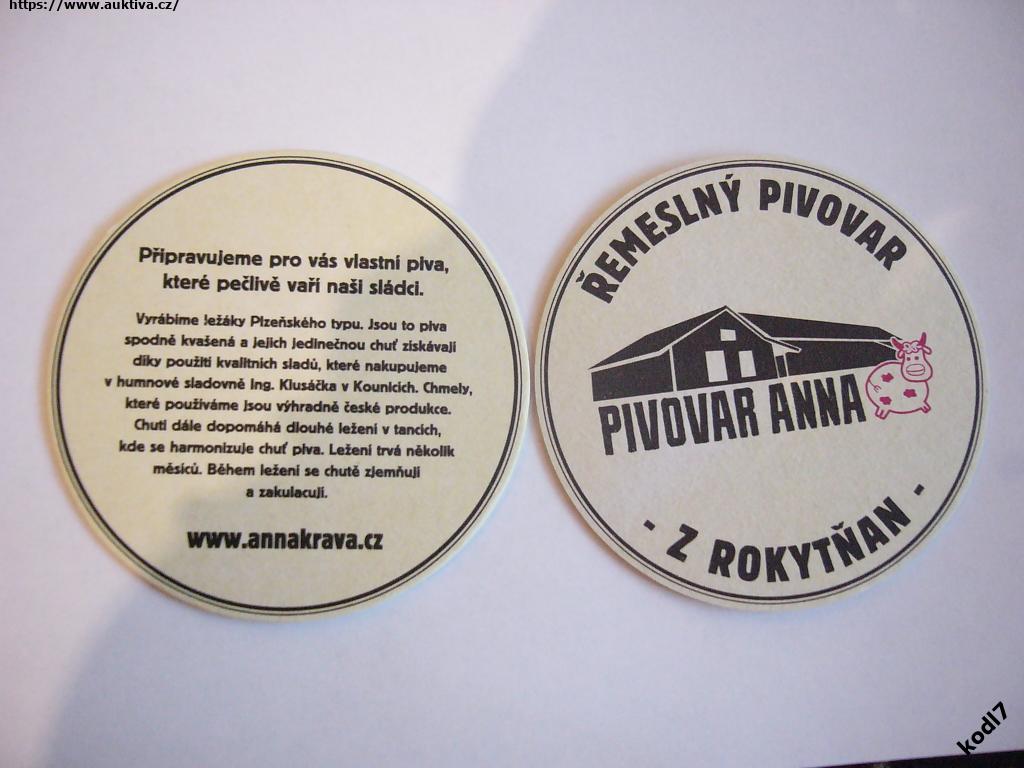 https://www.auktiva.cz/
Připravujeme pro vás vlastní piva,
které pečlivě vaří naši sládci.
Vyrábíme ležáky Plzeňského typu. Jsou to piva
spodně kvašená a jejich jedinečnou chuť získávají
díky použití kvalitních sladů, které nakupujeme
v humnové sladovně Ing. Klusáčka v Kounicích. Chmely,
které používáme jsou výhradně české produkce.
Chuti dále dopomáhá dlouhé ležení v tancích,
kde se harmonizuje chuť piva. Ležení trvá několik
měsíců. Během ležení se chutě zjemňují
a zakulacují.
www.annakrava.cz
ŘEMESLNÝ PIVOVAR
PIVOVAR ANNA
- Z ROKYTŇAN -
kodl7